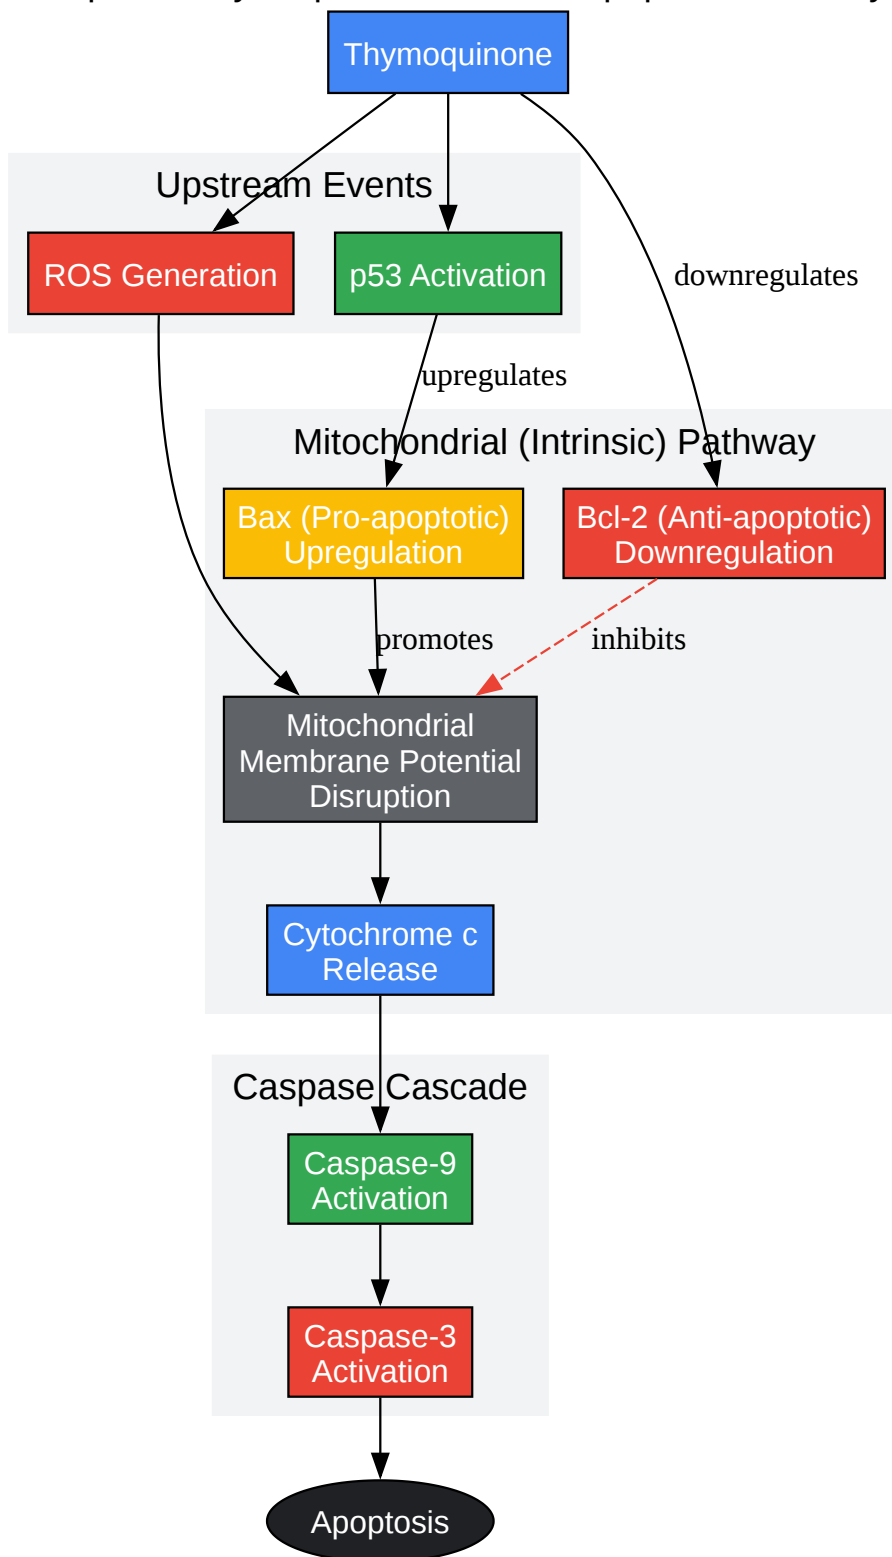 Thymoquinone
Upstream Events
ROS Generation
p53 Activation
downregulates
upregulates
Mitochondrial (Intrinsic) Pathway
Bax (Pro-apoptotic)
Upregulation
Bcl-2 (Anti-apoptotic)
Downregulation
promotes
inhibits
Mitochondrial
Membrane Potential
Disruption
Cytochrome c
Release
Caspase Cascade
Caspase-9
Activation
Caspase-3
Activation
Apoptosis